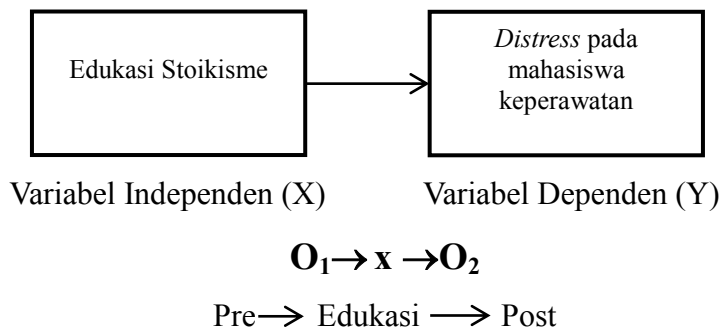 Edukasi Stoikisme
Distress pada
mahasiswa
keperawatan
Variabel Independen (X)
Variabel Dependen (Y)
O₁→x→O₂
Pre→ Edukasi → Post